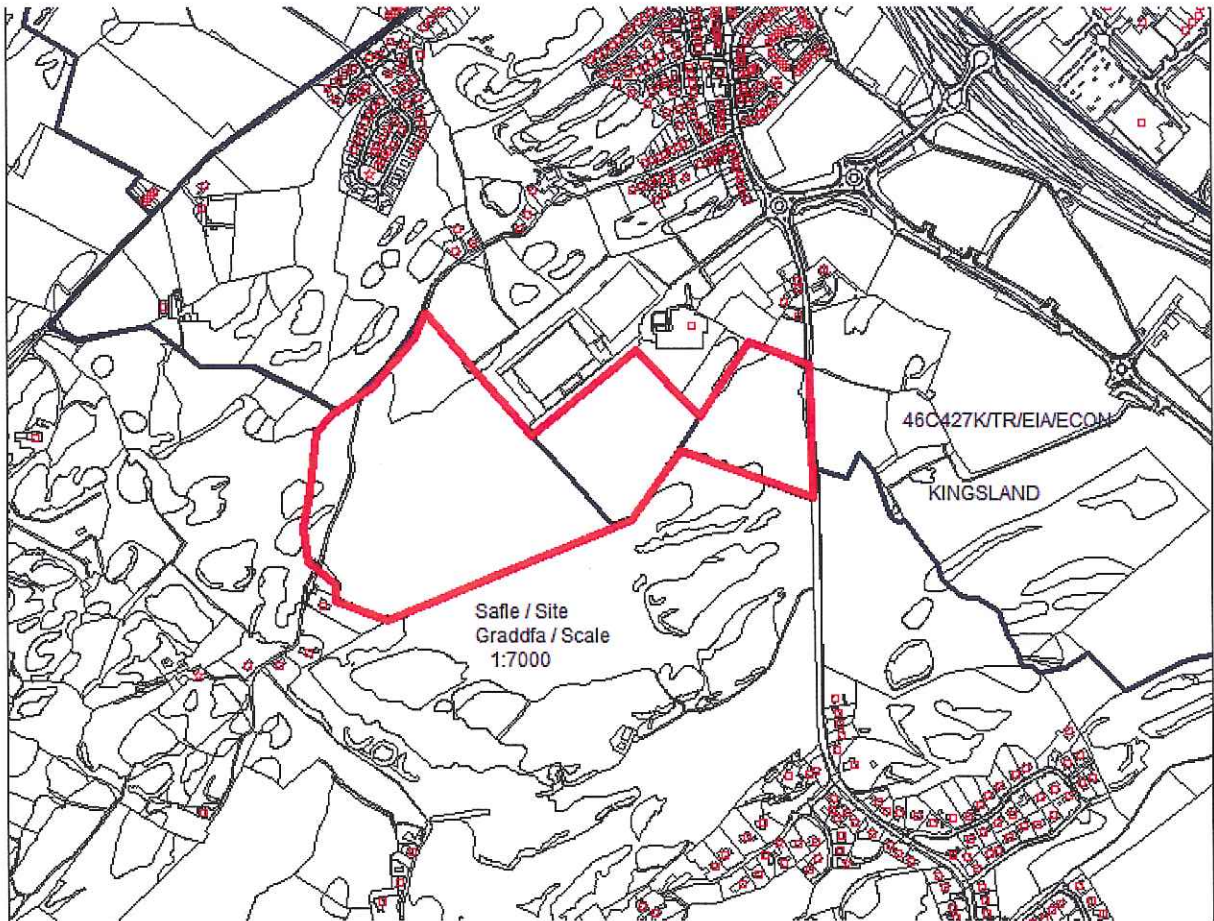 46C427K/TR/EIA/ECON
KINGSLAND
Safle / Site
Graddfa / Scale
1:7000